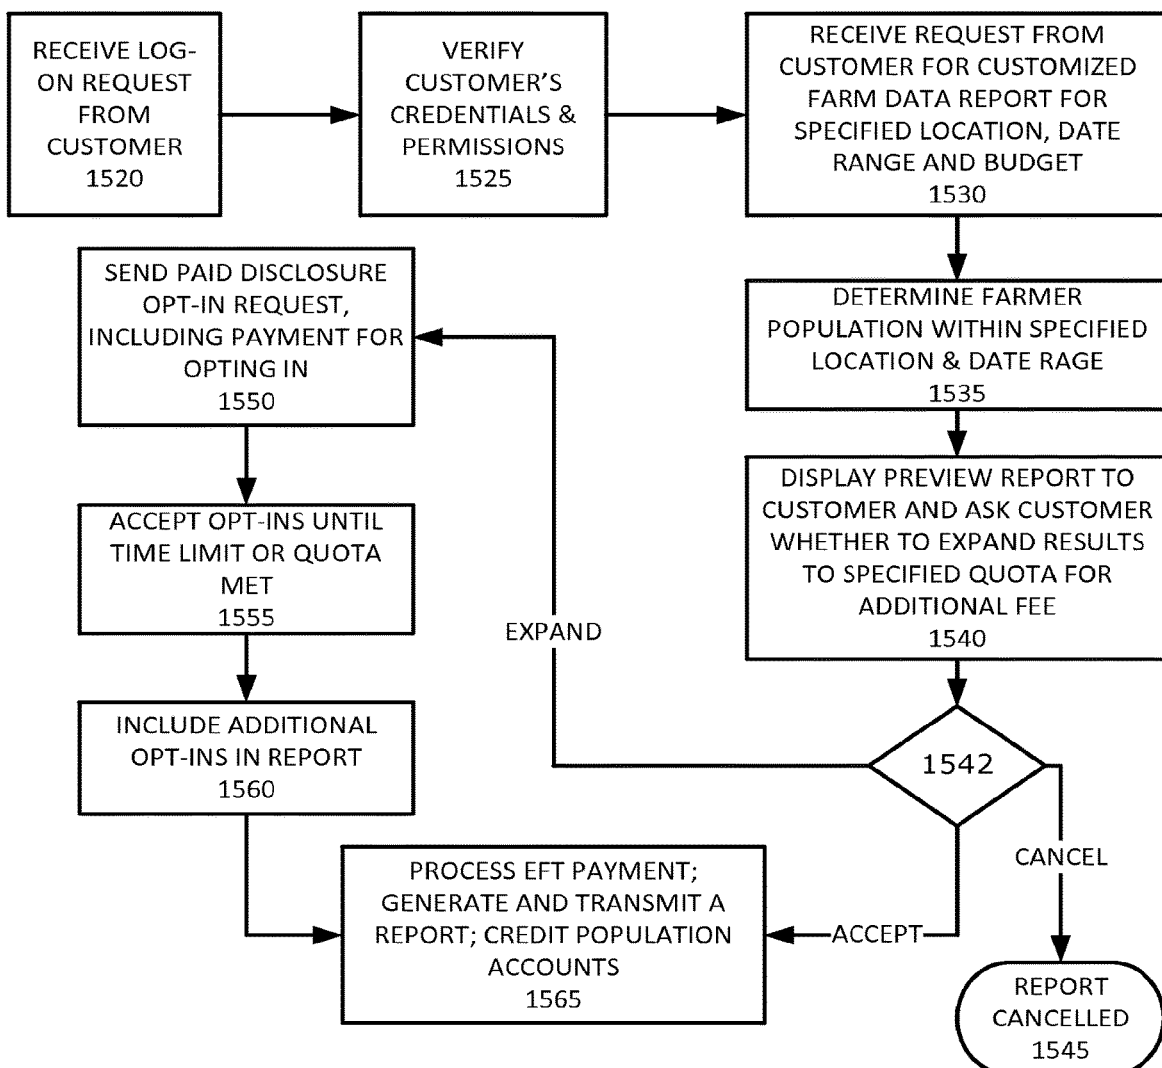 RECEIVE LOG-
ON REQUEST
FROM
CUSTOMER
1520
VERIFY
CUSTOMER'S
CREDENTIALS &
PERMISSIONS
1525
RECEIVE REQUEST FROM
CUSTOMER FOR CUSTOMIZED
FARM DATA REPORT FOR
SPECIFIED LOCATION, DATE
RANGE AND BUDGET
1530
DETERMINE FARMER
POPULATION WITHIN SPECIFIED
LOCATION & DATE RAGE
1535
DISPLAY PREVIEW REPORT TO
CUSTOMER AND ASK CUSTOMER
WHETHER TO EXPAND RESULTS
TO SPECIFIED QUOTA FOR
ADDITIONAL FEE
1540
1542
EXPAND
CANCEL
ACCEPT
REPORT
CANCELLED
1545
SEND PAID DISCLOSURE
OPT-IN REQUEST,
INCLUDING PAYMENT FOR
OPTING IN
1550
ACCEPT OPT-INS UNTIL
TIME LIMIT OR QUOTA
MET
1555
INCLUDE ADDITIONAL
OPT-INS IN REPORT
1560
PROCESS EFT PAYMENT;
GENERATE AND TRANSMIT A
REPORT; CREDIT POPULATION
ACCOUNTS
1565